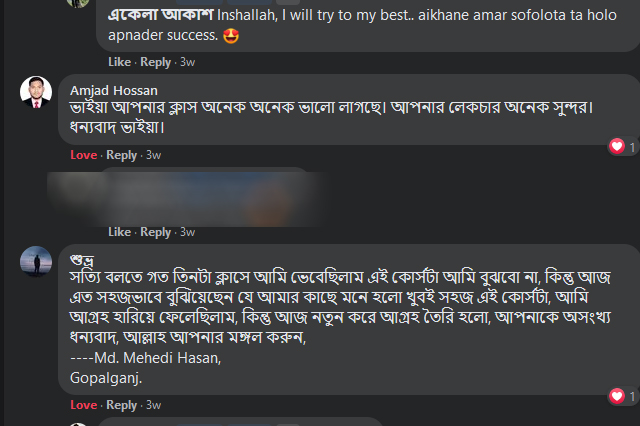 একেলা আকাশ Inshallah, I will try to my best.. aikhane amar sofolota ta holo
apnader success. 🤩
Like · Reply · 3w
Amjad Hossan
ভাইয়া আপনার ক্লাস অনেক অনেক ভালো লাগছে। আপনার লেকচার অনেক সুন্দর।
ধন্যবাদ ভাইয়া।
Love · Reply · 3w
1
Like · Reply · 3w
শুভ্র
সত্যি বলতে গত তিনটা ক্লাসে আমি ভেবেছিলাম এই কোর্সটা আমি বুঝবো না, কিন্তু আজ
এত সহজভাবে বুঝিয়েছেন যে আমার কাছে মনে হলো খুবই সহজ এই কোর্সটা, আমি
আগ্রহ হারিয়ে ফেলেছিলাম, কিন্তু আজ নতুন করে আগ্রহ তৈরি হলো, আপনাকে অসংখ্য
ধন্যবাদ, আল্লাহ আপনার মঙ্গল করুন,
----Md. Mehedi Hasan,
Gopalganj.
Love · Reply · 3w
1